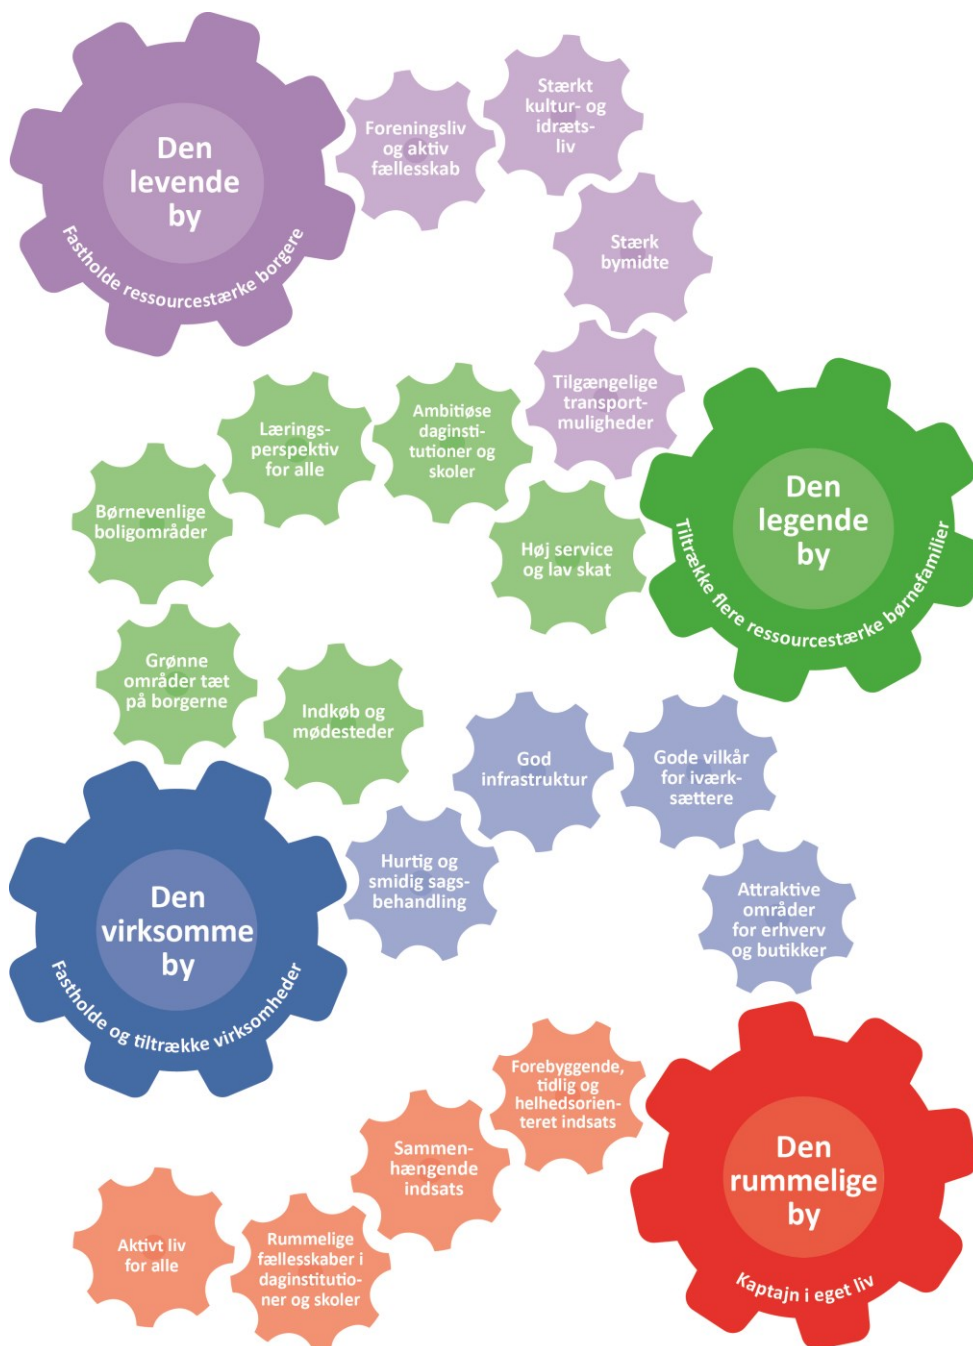 Den
levende
by
Fastholde ressourcestærke borgere
Foreningsliv
og aktiv
fællesskab
Stærkt
kultur- og
idræts-
liv
Stærk
bymidte
Tilgængelige
transport-
muligheder
Den
legende
by
Tiltrække flere ressourcestærke børnefamilier
Høj service
og lav skat
Ambitiøse
daginsti-
tutioner og
skoler
Lærings-
perspektiv
for alle
Børnevenlige
boligområder
Grønne
områder tæt
på borgerne
Indkøb og
mødesteder
Den
virksomme
by
Fastholde og tiltrække virksomheder
Hurtig og
smidig sags-
behandling
God
infrastruktur
Gode vilkår
for iværk-
sættere
Attraktive
områder
for erhverv
og butikker
Den
rummelige
by
Kaptajn i eget liv
Forebyggende,
tidlig og
helhedsorien-
teret indsats
Sammen-
hængende
indsats
Rummelige
fællesskaber i
daginstitutio-
ner og skoler
Aktivt liv
for alle